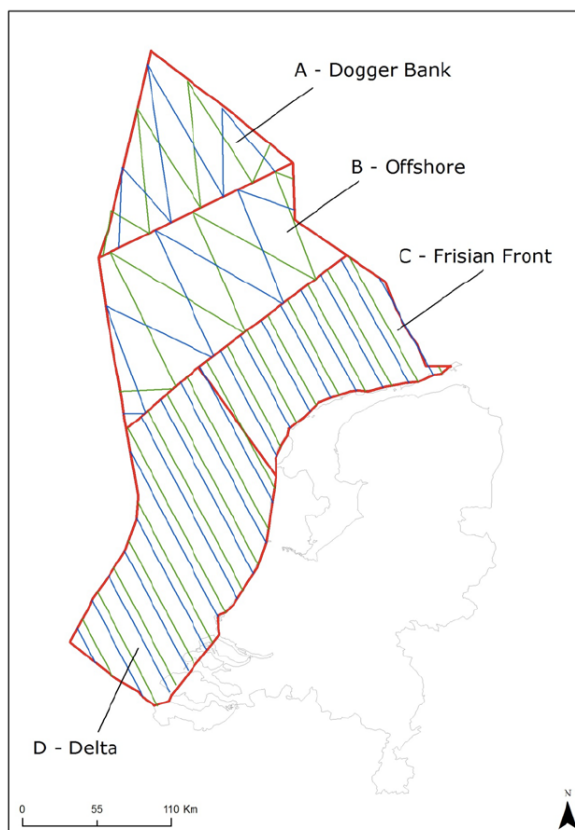 A - Dogger Bank
B - Offshore
C - Frisian Front
D - Delta
0 55 110 Km
N